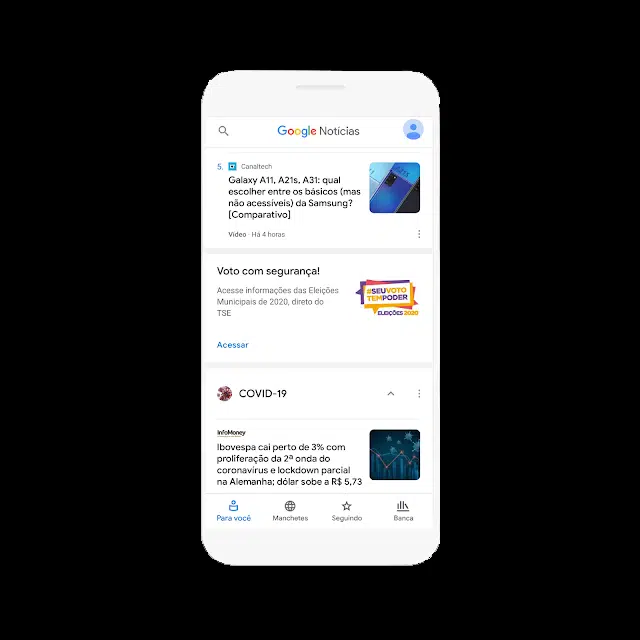 Google Notícias
5. Canaltech
Galaxy A11, A21s, A31: qual
escolher entre os básicos (mas
não acessíveis) da Samsung?
[Comparativo]
Vídeo · Há 4 horas
Voto com segurança!
Acesse informações das Eleições
Municipais de 2020, direto do
TSE
#SEUVOTO
TEMPODER
ELEIÇÕES 2020
Acessar
COVID-19
InfoMoney
Ibovespa cai perto de 3% com
proliferação da 2ª onda do
coronavírus e lockdown parcial
na Alemanha; dólar sobe a R$ 5,73
Para você
Manchetes
Seguindo
Banca